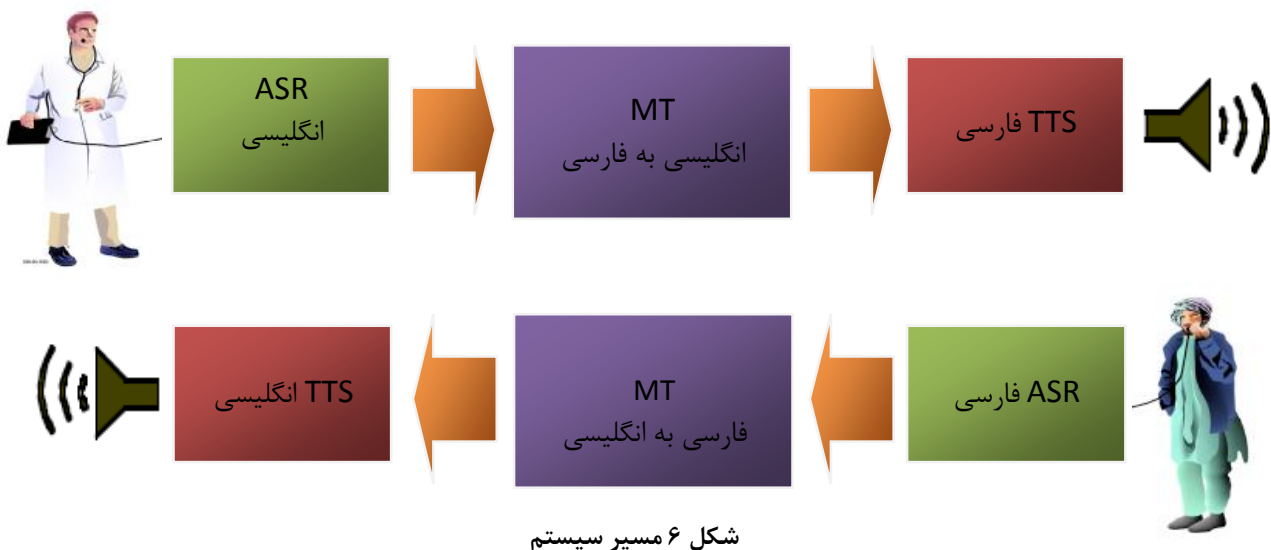 ASR
انگلیسی
MT
انگلیسی به فارسی
TTS فارسی
TTS انگلیسی
MT
فارسی به انگلیسی
ASR فارسی
شکل ۶ مسیر سیستم